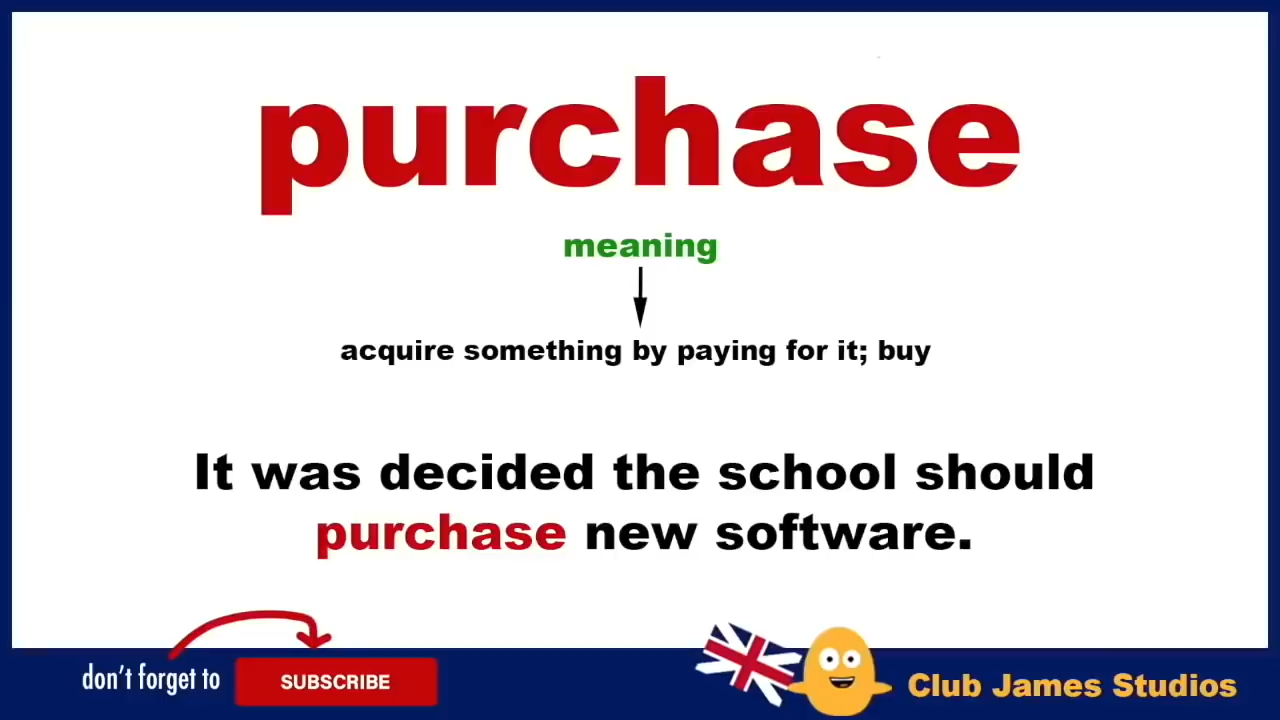 purchase
meaning
acquire something by paying for it; buy
It was decided the school should
purchase new software.
don't forget to
SUBSCRIBE
Club James Studios